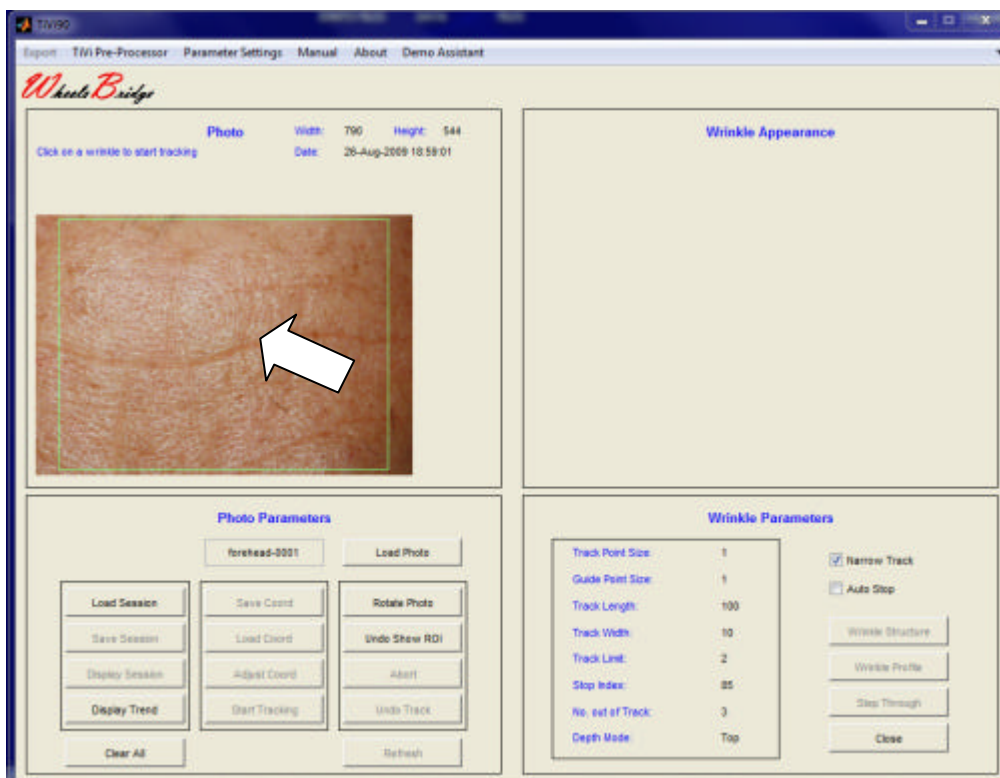 TiVi90
Export TiVi Pre-Processor Parameter Settings Manual About Demo Assistant
WheelsBridge
Photo Width: 790 Height: 544
Click on a wrinkle to start tracking Date: 26-Aug-2009 18:59:01
Wrinkle Appearance
Photo Parameters
forehead-0001 Load Photo
Load Session Save Coord Rotate Photo
Save Session Load Coord Undo Show ROI
Display Session Adjust Coord Abort
Display Trend Start Tracking Undo Track
Clear All Refresh
Wrinkle Parameters
Track Point Size: 1
Guide Point Size: 1
Track Length: 100
Track Width: 10
Track Limit: 2
Stop Index: 85
No. out of Track: 3
Depth Mode: Top
Narrow Track
Auto Stop
Wrinkle Structure
Wrinkle Profile
Step Through
Close